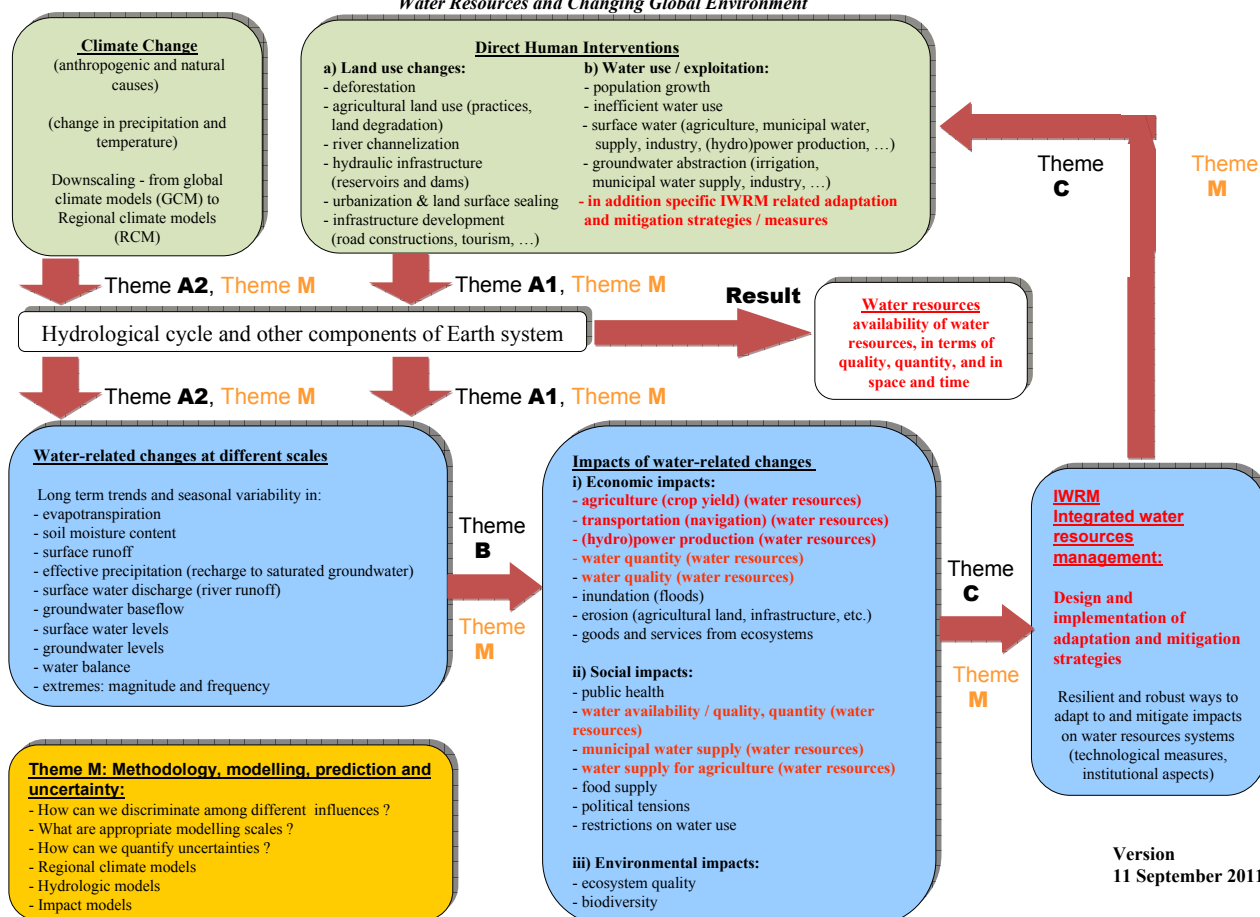 Water Resources and Changing Global Environment
Climate Change
(anthropogenic and natural
causes)
(change in precipitation and
temperature)
Downscaling - from global
climate models (GCM) to
Regional climate models
(RCM)
Direct Human Interventions
a) Land use changes:
- deforestation
- agricultural land use (practices,
land degradation)
- river channelization
- hydraulic infrastructure
(reservoirs and dams)
- urbanization & land surface sealing
- infrastructure development
(road constructions, tourism, …)
b) Water use / exploitation:
- population growth
- inefficient water use
- surface water (agriculture, municipal water,
supply, industry, (hydro)power production, …)
- groundwater abstraction (irrigation,
municipal water supply, industry, …)
- in addition specific IWRM related adaptation
and mitigation strategies / measures
Theme
C
Theme
M
Theme A2, Theme M
Theme A1, Theme M
Result
Hydrological cycle and other components of Earth system
Water resources
availability of water
resources, in terms of
quality, quantity, and in
space and time
Theme A2, Theme M
Theme A1, Theme M
Water-related changes at different scales
Long term trends and seasonal variability in:
- evapotranspiration
- soil moisture content
- surface runoff
- effective precipitation (recharge to saturated groundwater)
- surface water discharge (river runoff)
- groundwater baseflow
- surface water levels
- groundwater levels
- water balance
- extremes: magnitude and frequency
Theme
B
Theme
M
Impacts of water-related changes
i) Economic impacts:
- agriculture (crop yield) (water resources)
- transportation (navigation) (water resources)
- (hydro)power production (water resources)
- water quantity (water resources)
- water quality (water resources)
- inundation (floods)
- erosion (agricultural land, infrastructure, etc.)
- goods and services from ecosystems
ii) Social impacts:
- public health
- water availability / quality, quantity (water
resources)
- municipal water supply (water resources)
- water supply for agriculture (water resources)
- food supply
- political tensions
- restrictions on water use
iii) Environmental impacts:
- ecosystem quality
- biodiversity
Theme
C
Theme
M
IWRM
Integrated water
resources
management:
Design and
implementation of
adaptation and mitigation
strategies
Resilient and robust ways to
adapt to and mitigate impacts
on water resources systems
(technological measures,
institutional aspects)
Theme M: Methodology, modelling, prediction and
uncertainty:
- How can we discriminate among different influences ?
- What are appropriate modelling scales ?
- How can we quantify uncertainties ?
- Regional climate models
- Hydrologic models
- Impact models
Version
11 September 2011